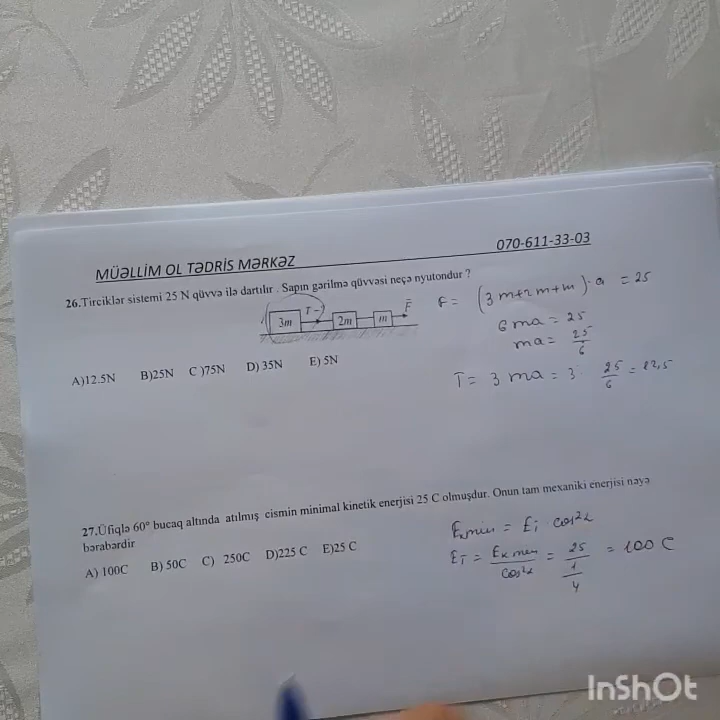 MÜƏLLİM OL TƏDRİS MƏRKƏZ 070-611-33-03
26.Tirciklər sistemi 25 N qüvvə ilə dartılır . Sapın gərilmə qüvvəsi neçə nyutondur ?
3m T-? 2m m F
A)12.5N B)25N C )75N D) 35N E) 5N
F = (3m+2m+m)·a = 25
6ma = 25
ma = 25/6
T = 3 ma = 3· 25/6 = 12,5
27.Üfiqlə 60° bucaq altında atılmış cismin minimal kinetik enerjisi 25 C olmuşdur. Onun tam mexaniki enerjisi nəyə
bərabərdir
A) 100C B) 50C C) 250C D)225 C E)25 C
Ekmin = ET · cos²α
ET = Ekmin/cos²α = 25/(1/4) = 100 C
InShOt